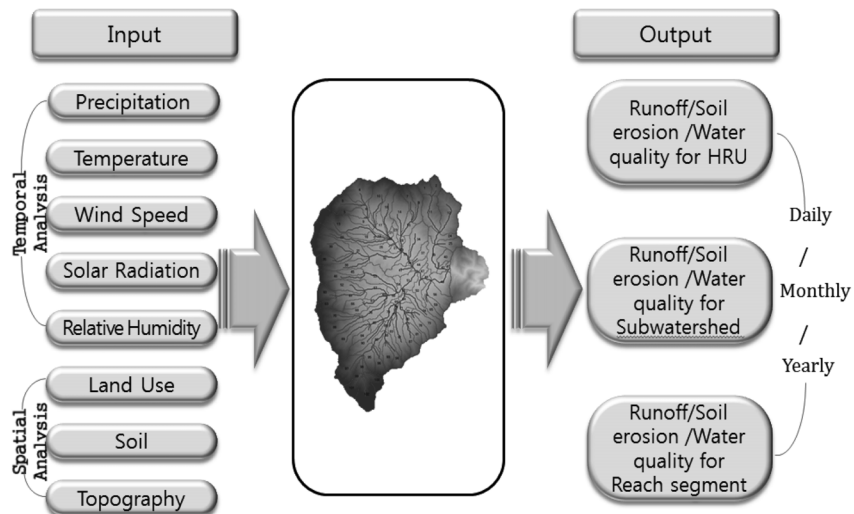 Input
Precipitation
Temperature
Wind Speed
Solar Radiation
Relative Humidity
Land Use
Soil
Topography
Temporal
Analysis
Spatial
Analysis
Output
Runoff/Soil
erosion /Water
quality for HRU
Runoff/Soil
erosion /Water
quality for
Subwatershed
Runoff/Soil
erosion /Water
quality for
Reach segment
Daily
/
Monthly
/
Yearly